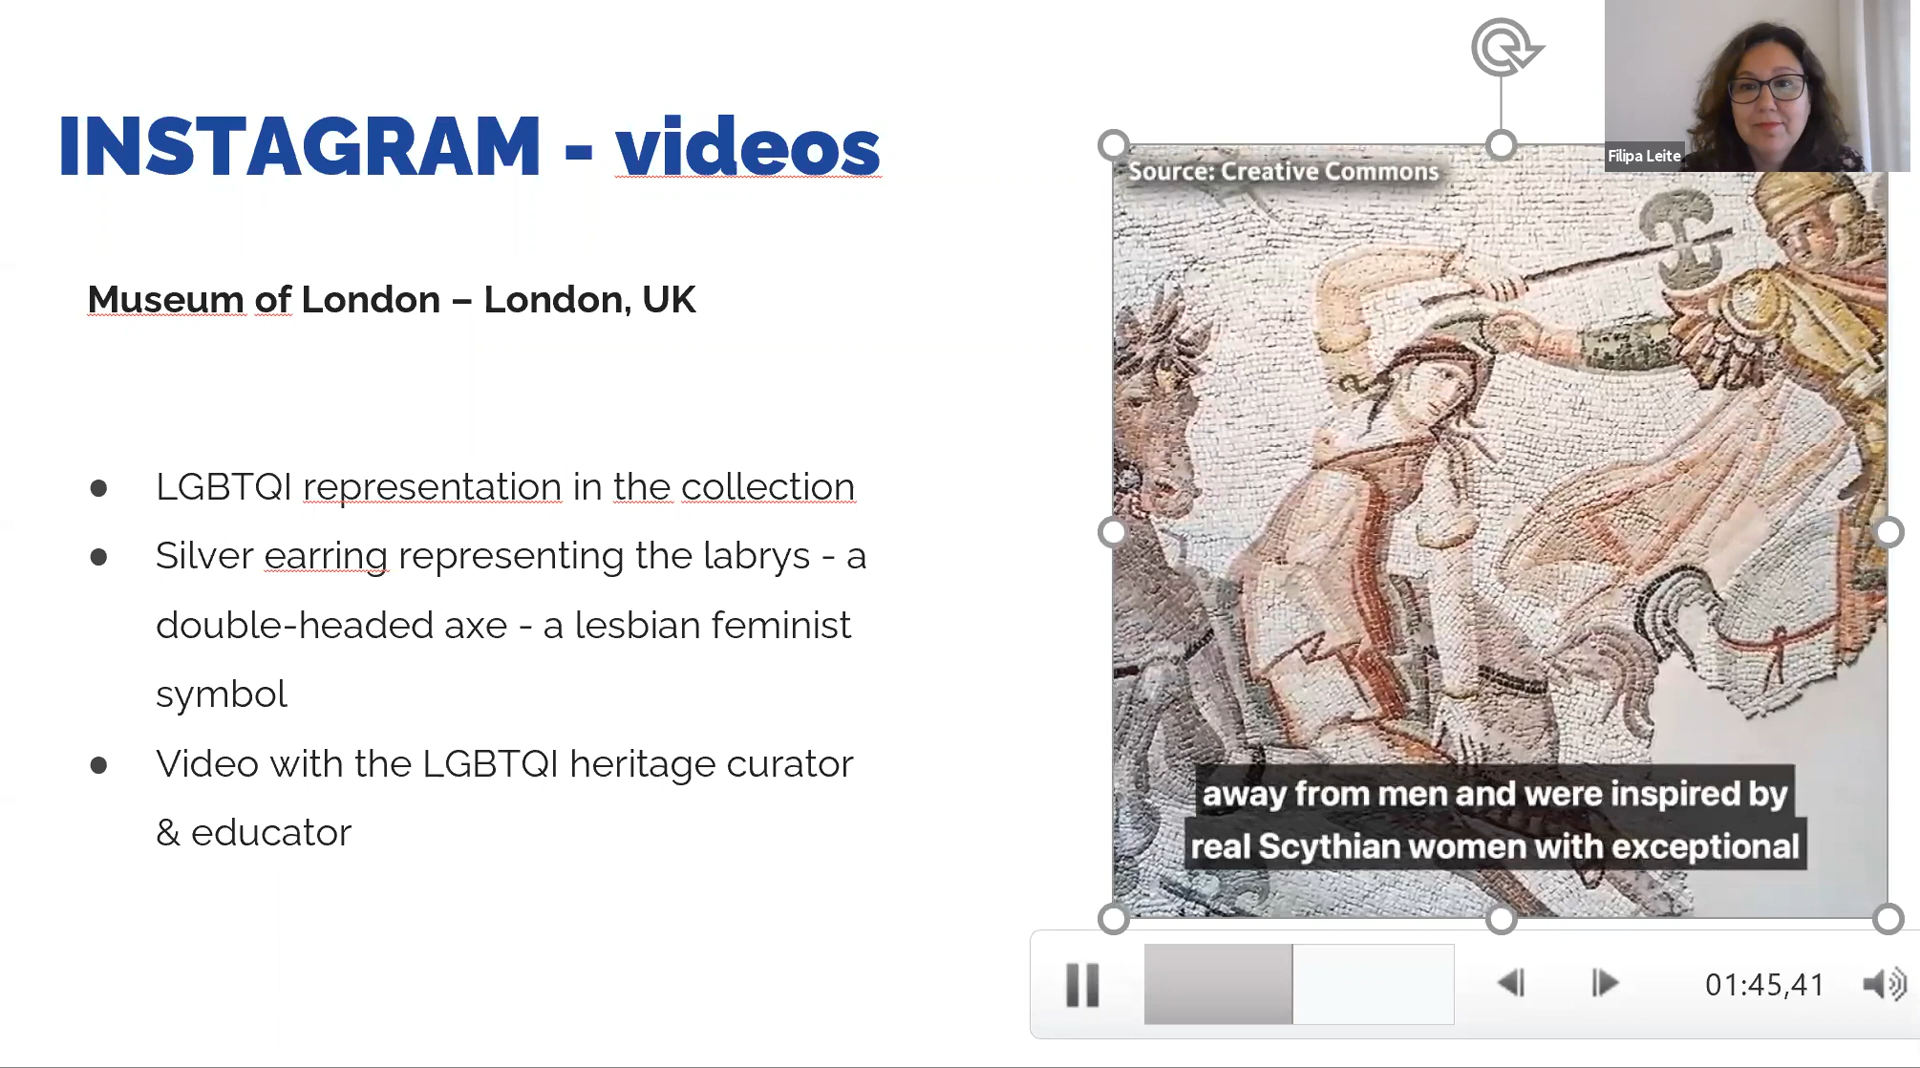 INSTAGRAM - videos
Museum of London – London, UK
● LGBTQI representation in the collection
● Silver earring representing the labrys - a
double-headed axe - a lesbian feminist
symbol
● Video with the LGBTQI heritage curator
& educator
Filipa Leite
Source: Creative Commons
away from men and were inspired by
real Scythian women with exceptional
01:45,41